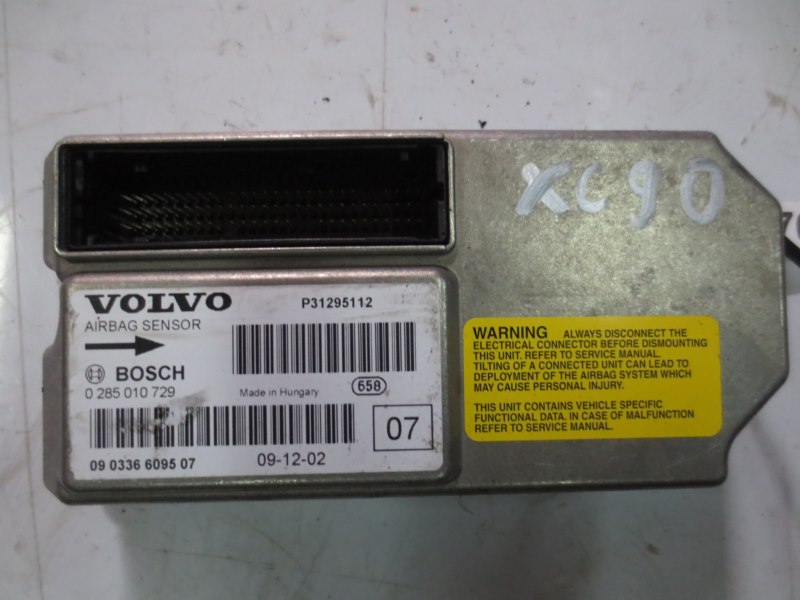 XC90
VOLVO
P31295112
AIRBAG SENSOR
BOSCH
0 285 010 729
Made in Hungary
658
09 0336 6095 07
09-12-02
07
WARNING ALWAYS DISCONNECT THE
ELECTRICAL CONNECTOR BEFORE DISMOUNTING
THIS UNIT. REFER TO SERVICE MANUAL.
TILTING OF A CONNECTED UNIT CAN LEAD TO
DEPLOYMENT OF THE AIRBAG SYSTEM WHICH
MAY CAUSE PERSONAL INJURY.
THIS UNIT CONTAINS VEHICLE SPECIFIC
FUNCTIONAL DATA. IN CASE OF MALFUNCTION
REFER TO SERVICE MANUAL.